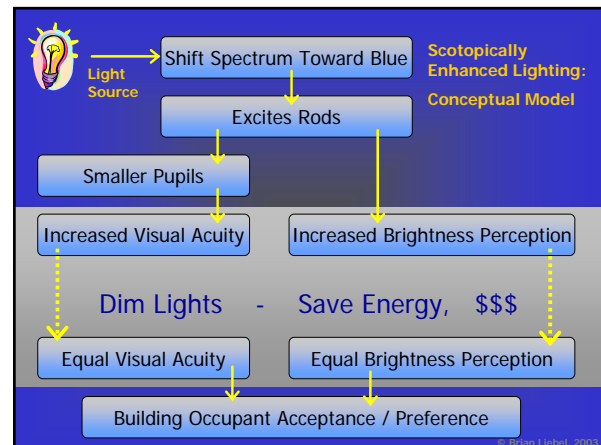 Shift Spectrum Toward Blue
Scotopically
Enhanced Lighting:
Conceptual Model
Light
Source
Excites Rods
Smaller Pupils
Increased Visual Acuity
Increased Brightness Perception
Dim Lights - Save Energy, $$$
Equal Visual Acuity
Equal Brightness Perception
Building Occupant Acceptance / Preference
© Brian Liebel, 2003